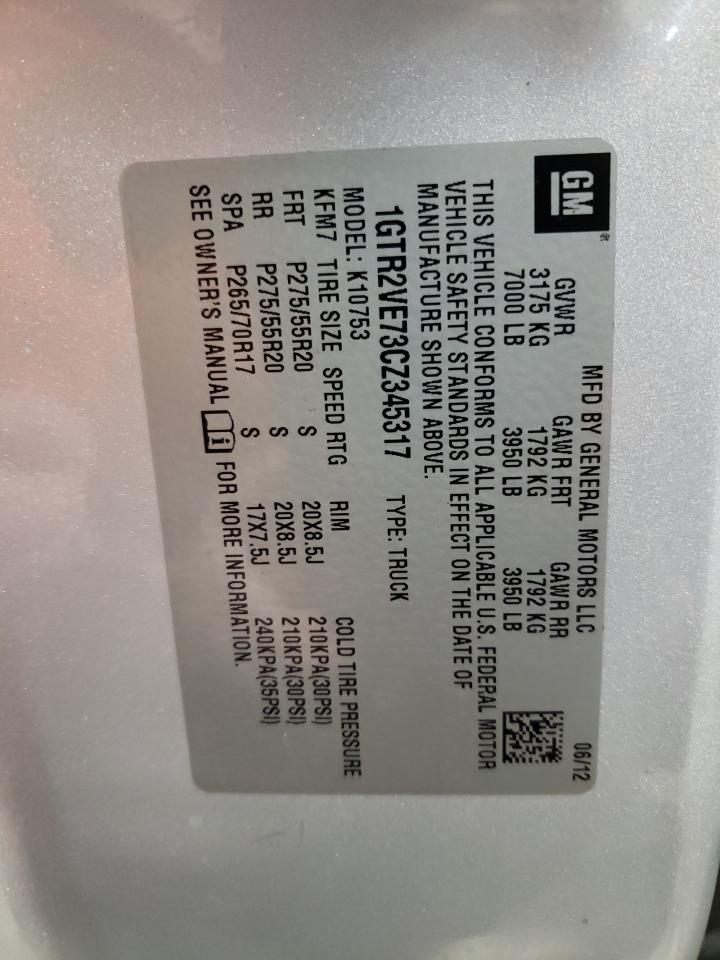 GM®
MFD BY GENERAL MOTORS LLC 06/12
GVWR GAWR FRT GAWR RR
3175 KG 1792 KG 1792 KG
7000 LB 3950 LB 3950 LB
THIS VEHICLE CONFORMS TO ALL APPLICABLE U.S. FEDERAL MOTOR
VEHICLE SAFETY STANDARDS IN EFFECT ON THE DATE OF
MANUFACTURE SHOWN ABOVE.
1GTR2VE73CZ345317 TYPE: TRUCK
MODEL: K10753
KFM7 TIRE SIZE SPEED RTG RIM COLD TIRE PRESSURE
FRT P275/55R20 S 20X8.5J 210KPA(30PSI)
RR P275/55R20 S 20X8.5J 210KPA(30PSI)
SPA P265/70R17 S 17X7.5J 240KPA(35PSI)
SEE OWNER'S MANUAL i FOR MORE INFORMATION.